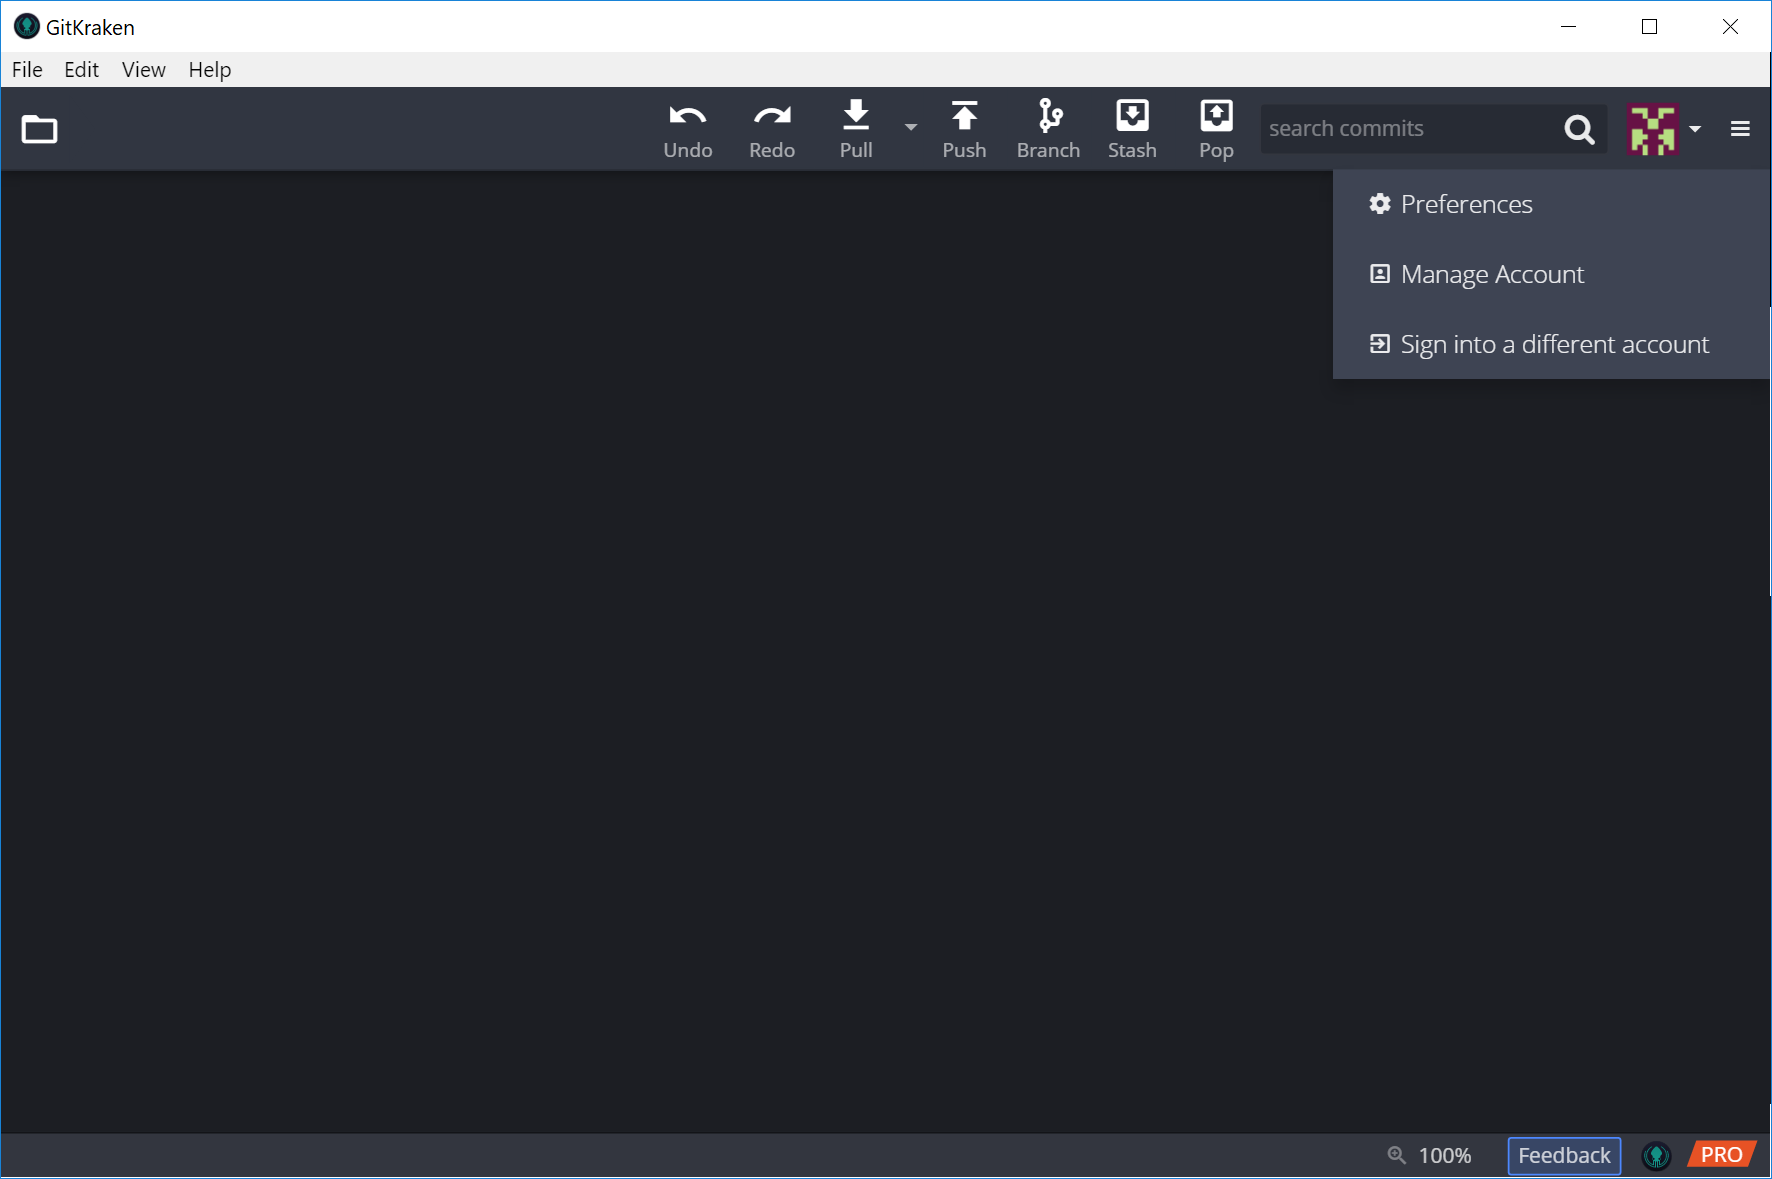 GitKraken
File Edit View Help
Undo Redo Pull Push Branch Stash Pop search commits
Preferences
Manage Account
Sign into a different account
100% Feedback PRO